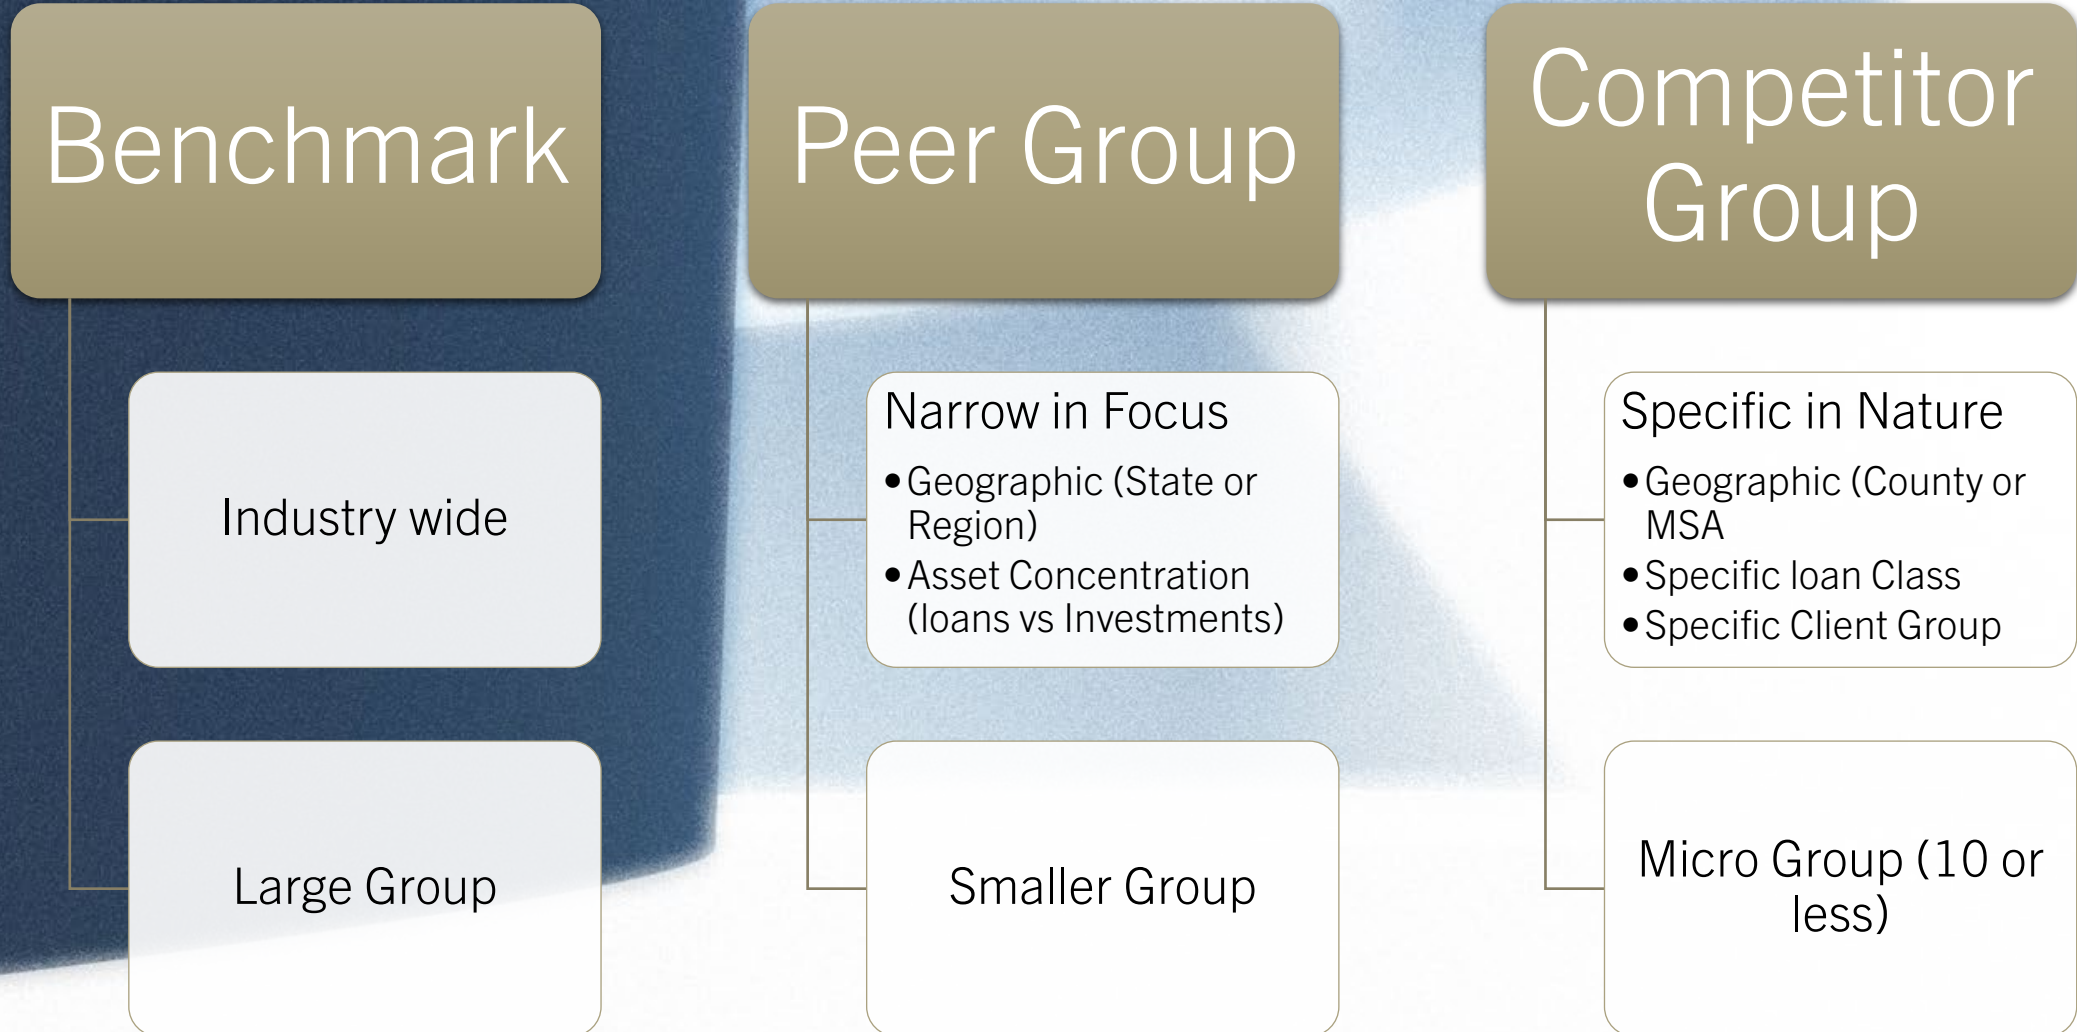 Benchmark
Industry wide
Large Group
Peer Group
Narrow in Focus
•Geographic (State or
Region)
•Asset Concentration
(loans vs Investments)
Smaller Group
Competitor
Group
Specific in Nature
•Geographic (County or
MSA
•Specific loan Class
•Specific Client Group
Micro Group (10 or
less)